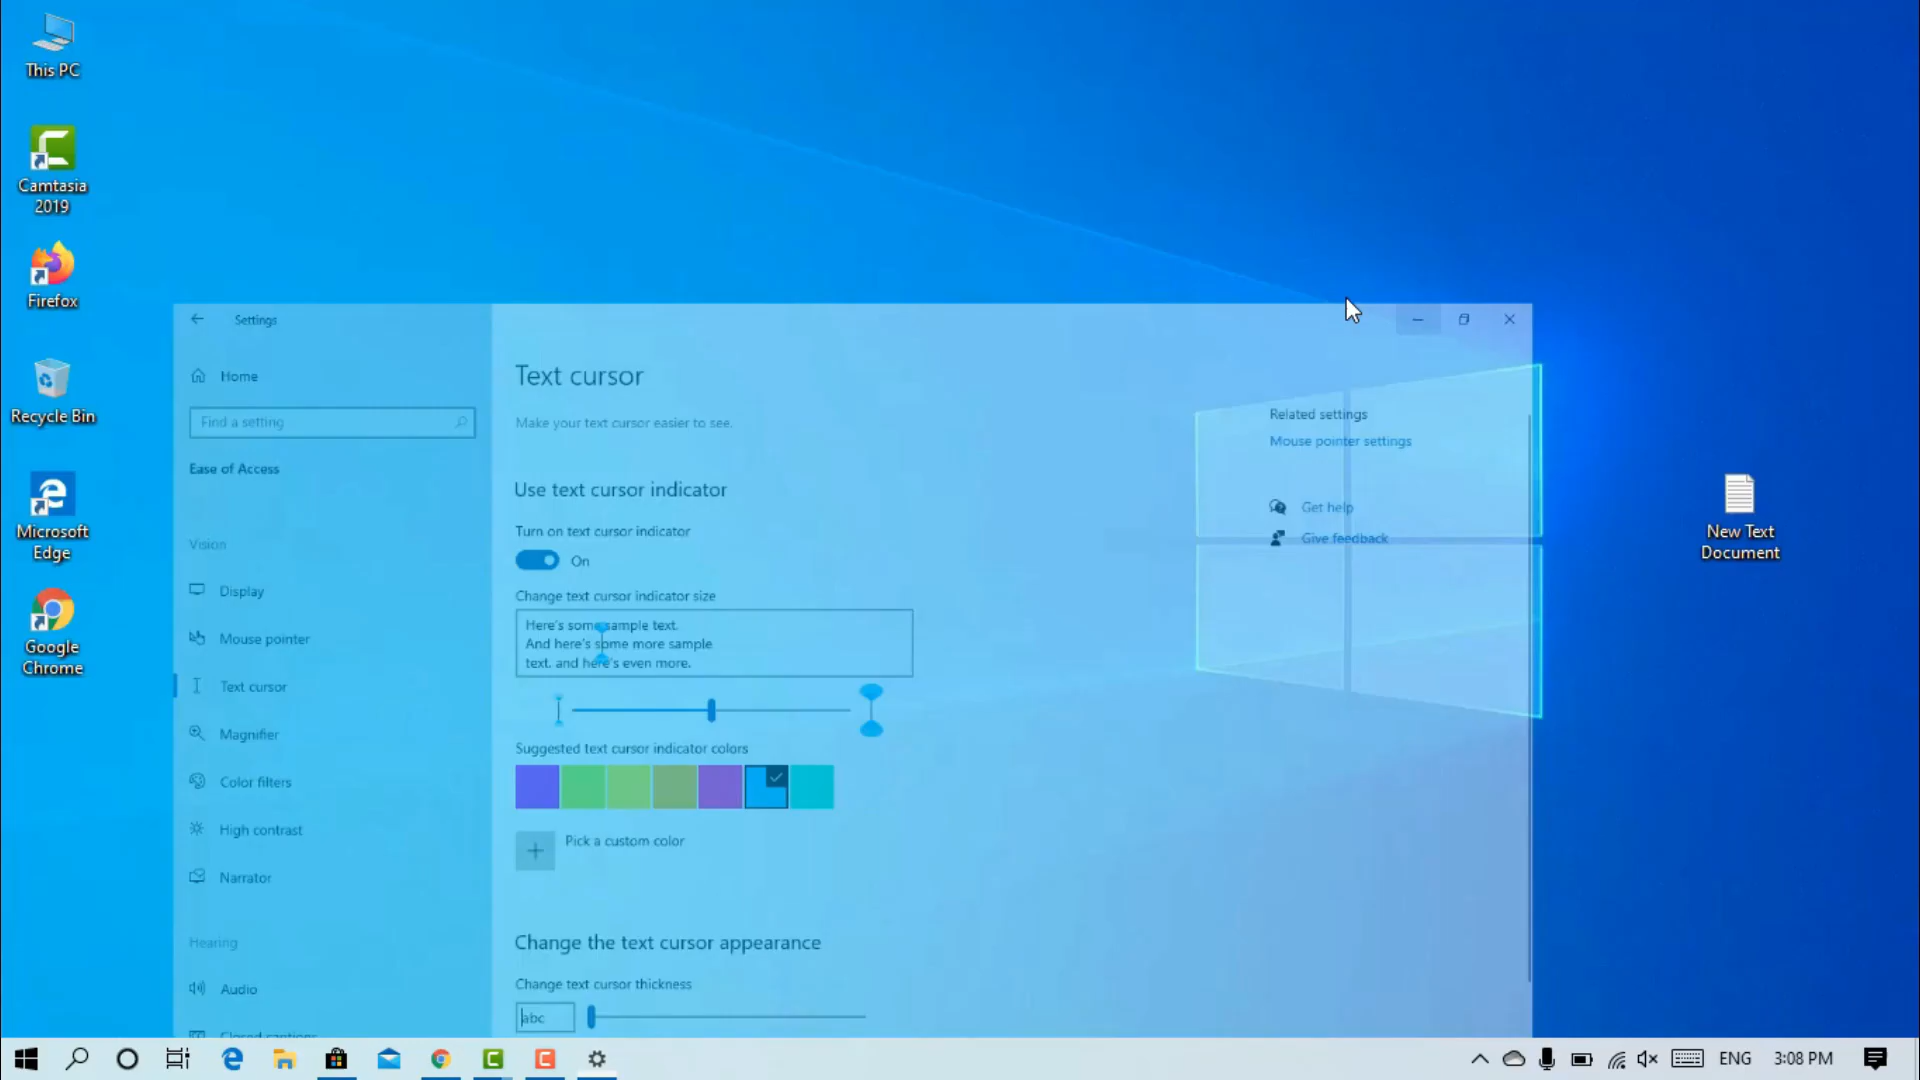 This PC
Camtasia
2019
Firefox
Recycle Bin
Microsoft
Edge
Google
Chrome
Settings
Home
Find a setting
Ease of Access
Vision
Display
Mouse pointer
Text cursor
Magnifier
Color filters
High contrast
Narrator
Hearing
Audio
Closed captions
Text cursor
Make your text cursor easier to see.
Use text cursor indicator
Turn on text cursor indicator
On
Change text cursor indicator size
Here's some sample text.
And here's some more sample
text. and here's even more.
Suggested text cursor indicator colors
Pick a custom color
Change the text cursor appearance
Change text cursor thickness
abc
Related settings
Mouse pointer settings
Get help
Give feedback
New Text
Document
ENG
3:08 PM